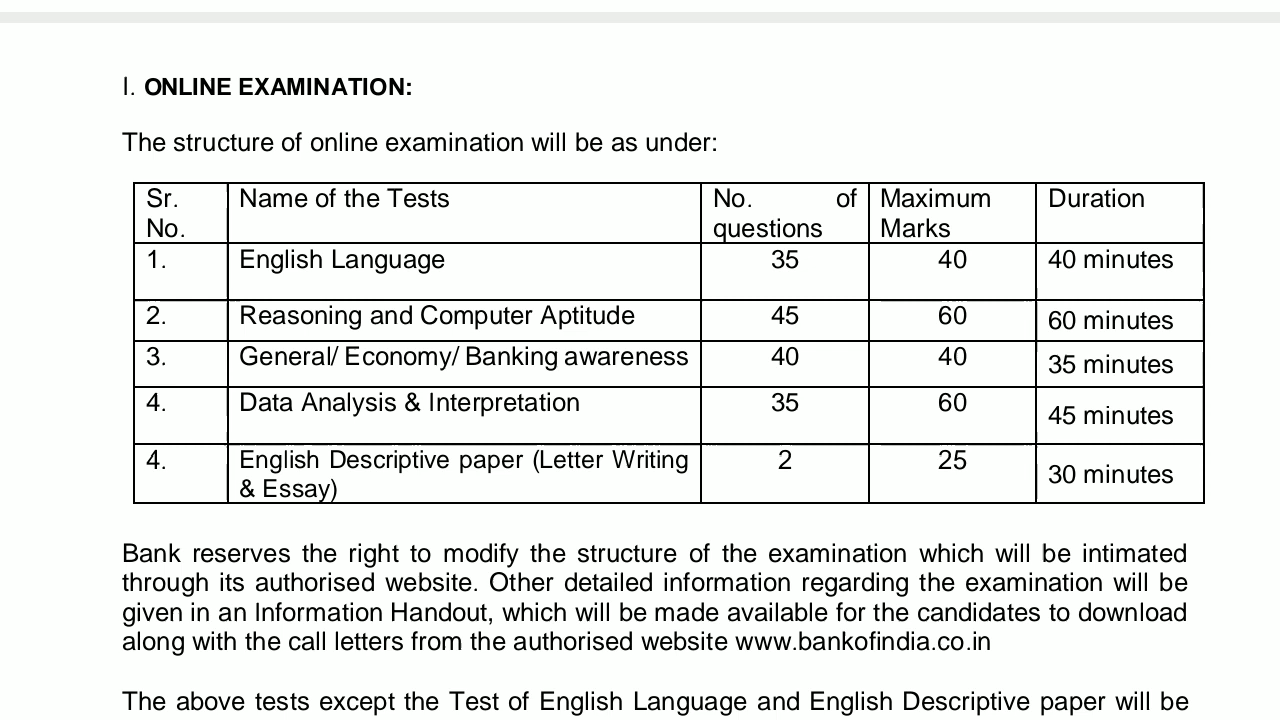 I. ONLINE EXAMINATION:
The structure of online examination will be as under:
Sr. No. Name of the Tests No. of questions Maximum Marks Duration
1. English Language 35 40 40 minutes
2. Reasoning and Computer Aptitude 45 60 60 minutes
3. General/ Economy/ Banking awareness 40 40 35 minutes
4. Data Analysis & Interpretation 35 60 45 minutes
4. English Descriptive paper (Letter Writing & Essay) 2 25 30 minutes
Bank reserves the right to modify the structure of the examination which will be intimated
through its authorised website. Other detailed information regarding the examination will be
given in an Information Handout, which will be made available for the candidates to download
along with the call letters from the authorised website www.bankofindia.co.in
The above tests except the Test of English Language and English Descriptive paper will be